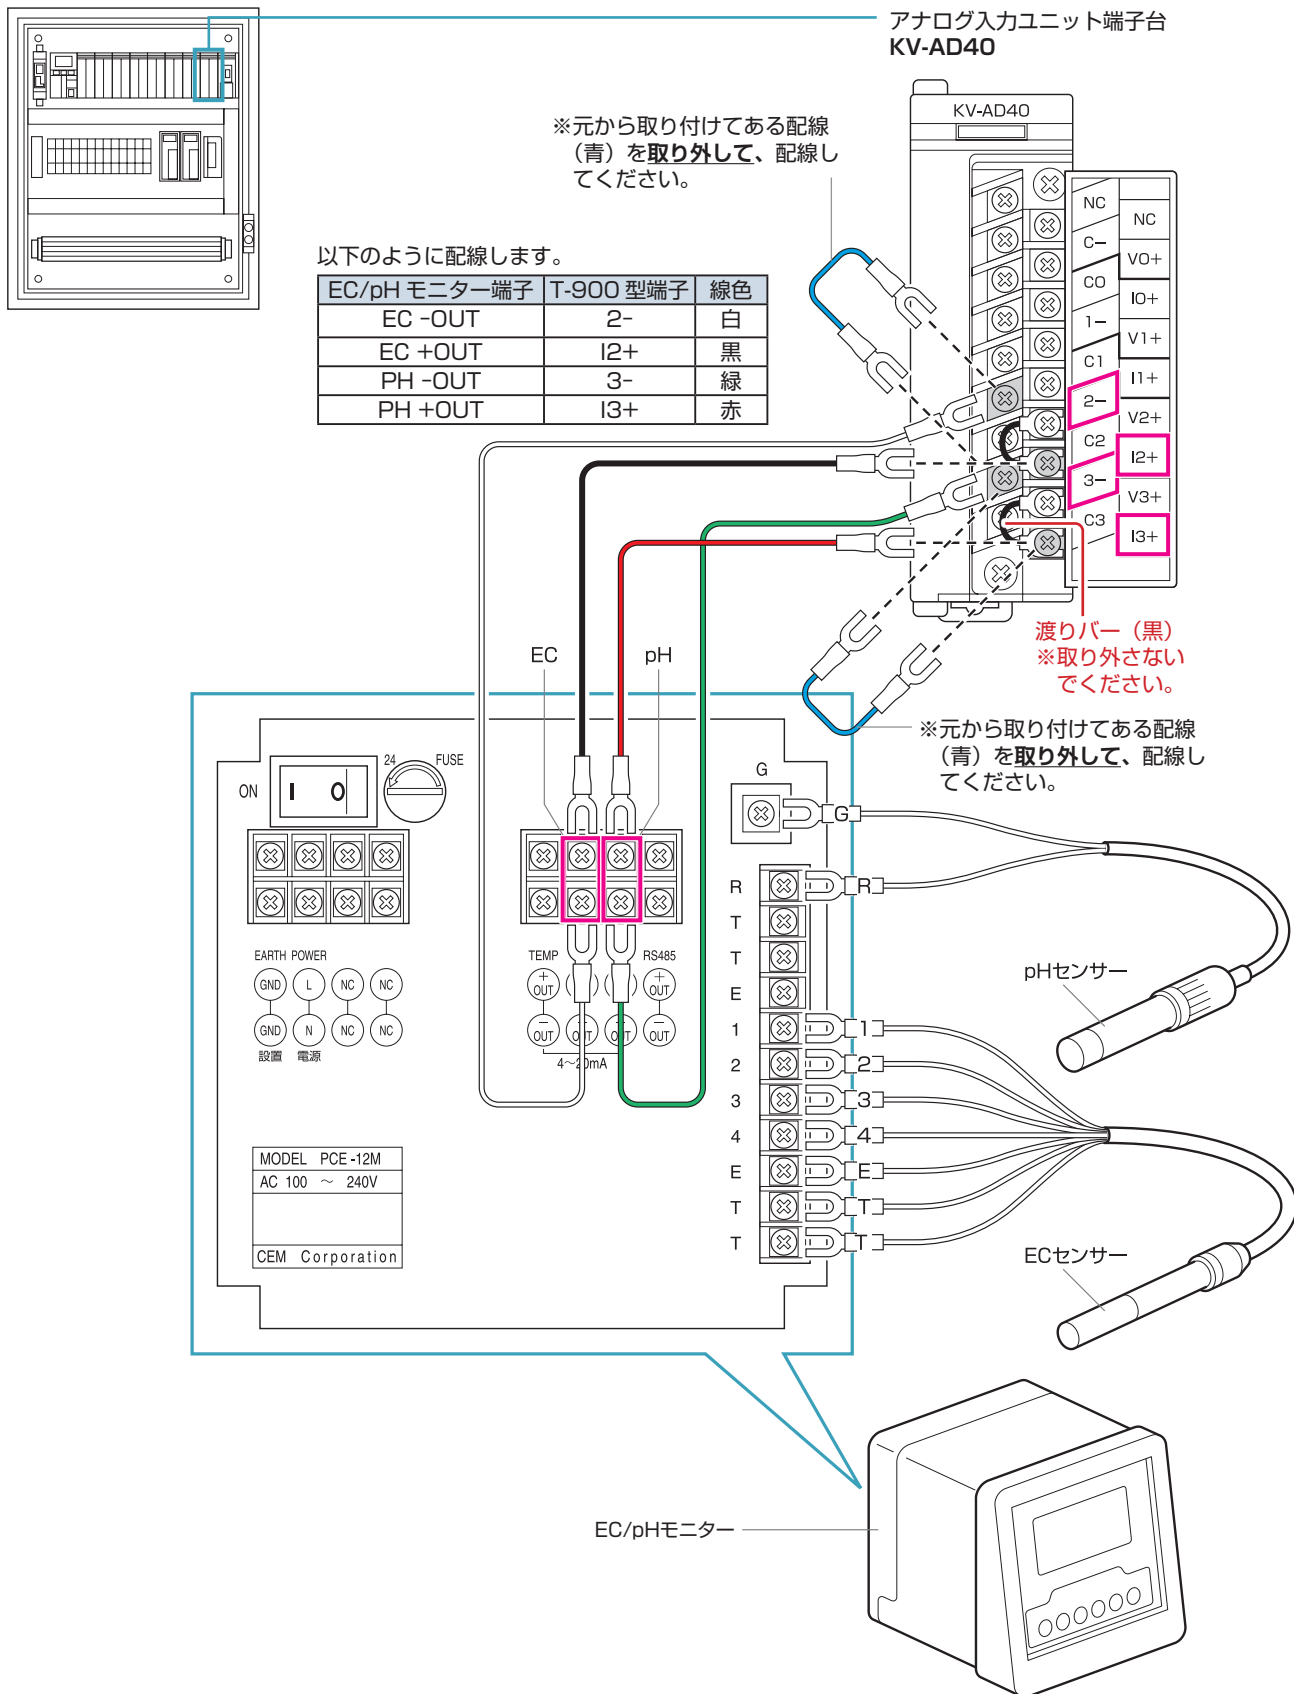 アナログ入力ユニット端子台
KV-AD40
KV-AD40
※元から取り付けてある配線
（青）を取り外して、配線し
てください。
NC
C−
C0
1−
C1
2−
C2
3−
C3
NC
V0+
I0+
V1+
I1+
V2+
I2+
V3+
I3+
以下のように配線します。
EC/pH モニター端子 T-900 型端子 線色
EC -OUT 2- 白
EC +OUT I2+ 黒
PH -OUT 3- 緑
PH +OUT I3+ 赤
渡りバー（黒）
※取り外さない
でください。
※元から取り付けてある配線
（青）を取り外して、配線し
てください。
EC
pH
ON
I O
24
FUSE
G
G
R R
T
T
E
1 1
2 2
3 3
4 4
E E
T T
T T
EARTH POWER
GND L NC NC
GND N NC NC
設置 電源
TEMP RS485
+ OUT + OUT
− OUT − OUT − OUT − OUT
4〜20mA
pHセンサー
MODEL PCE-12M
AC 100 〜 240V
CEM Corporation
ECセンサー
EC/pHモニター